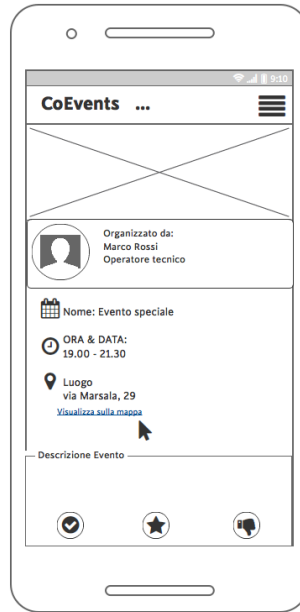 9:10
CoEvents ...
Organizzato da:
Marco Rossi
Operatore tecnico
Nome: Evento speciale
ORA & DATA:
19.00 - 21.30
Luogo
via Marsala, 29
Visualizza sulla mappa
Descrizione Evento